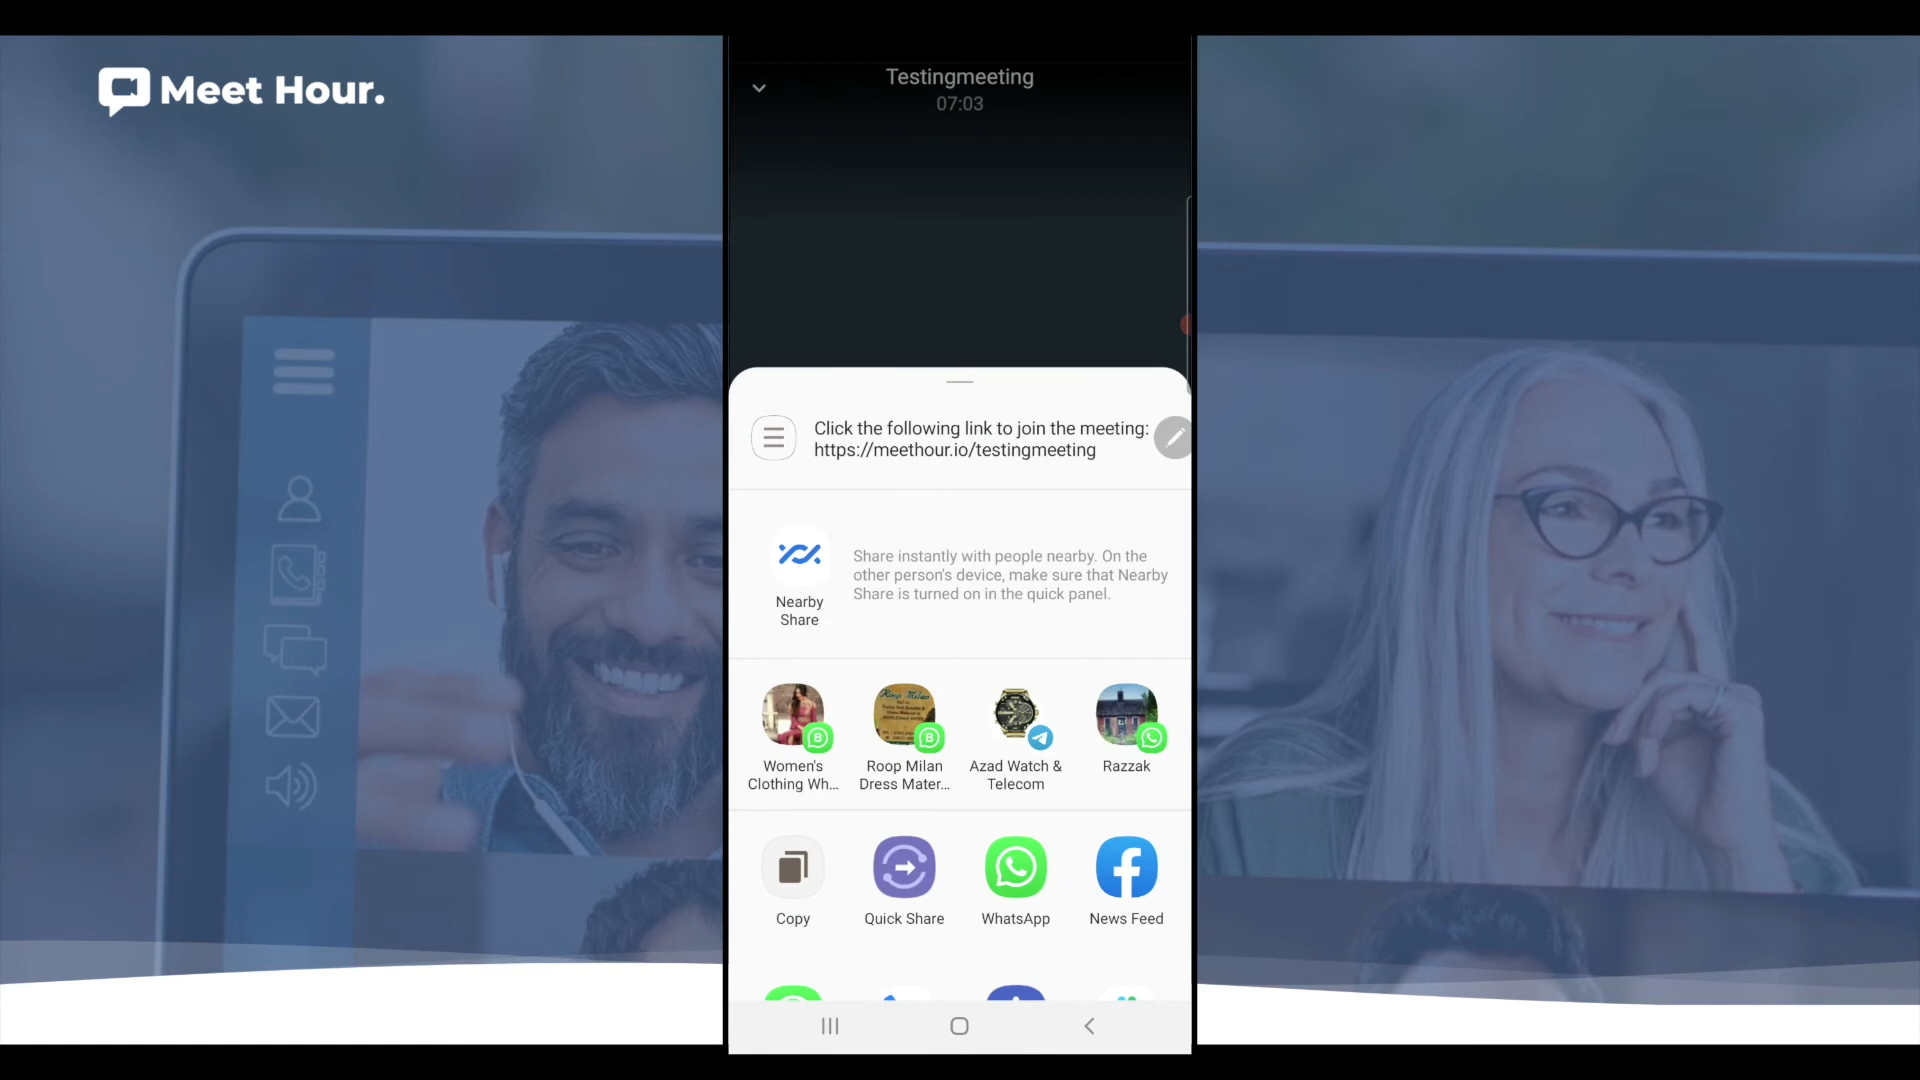 Meet Hour.
Testingmeeting
07:03
Click the following link to join the meeting:
https://meethour.io/testingmeeting
Nearby
Share
Share instantly with people nearby. On the
other person's device, make sure that Nearby
Share is turned on in the quick panel.
Women's
Clothing Wh...
Roop Milan
Dress Mater...
Azad Watch &
Telecom
Razzak
Copy
Quick Share
WhatsApp
News Feed